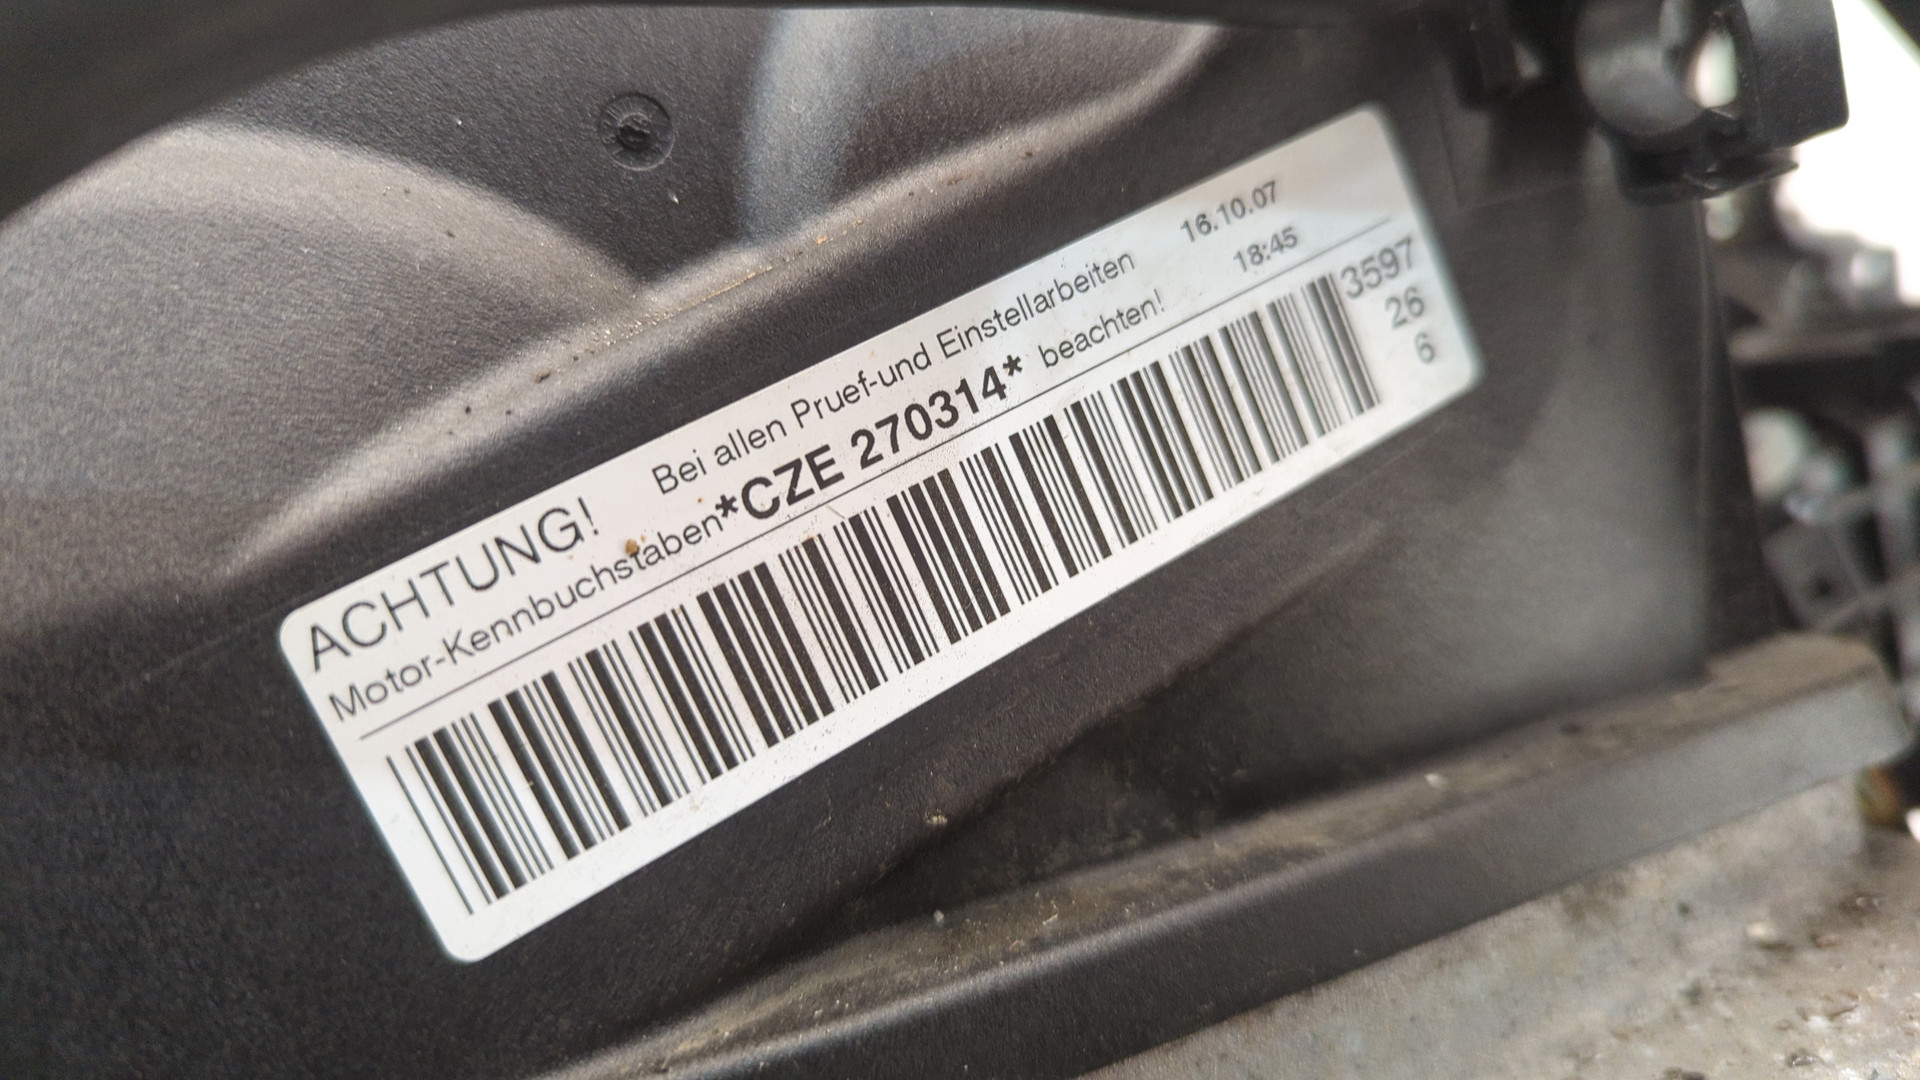 ACHTUNG! Bei allen Pruef-und Einstellarbeiten 16.10.07
Motor-Kennbuchstaben*CZE 270314* beachten! 18:45
3597
26
6